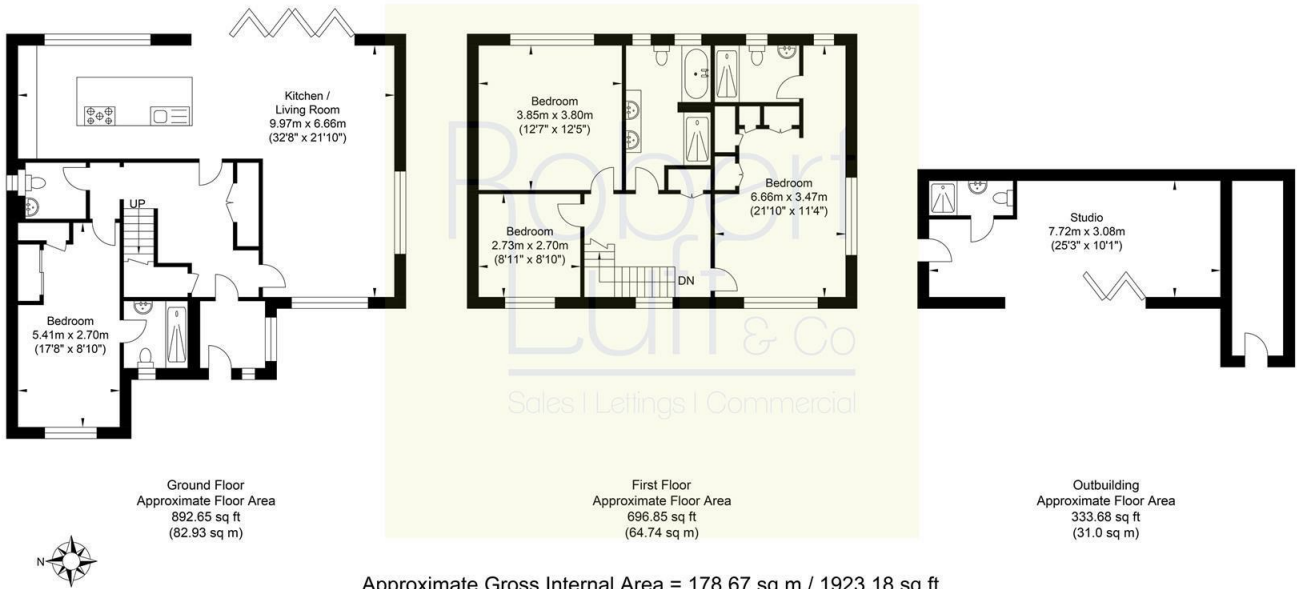 Kitchen /
Living Room
9.97m x 6.66m
(32'8" x 21'10")
UP
Bedroom
5.41m x 2.70m
(17'8" x 8'10")
Ground Floor
Approximate Floor Area
892.65 sq ft
(82.93 sq m)
N
Bedroom
3.85m x 3.80m
(12'7" x 12'5")
Bedroom
2.73m x 2.70m
(8'11" x 8'10")
Bedroom
6.66m x 3.47m
(21'10" x 11'4")
DN
Robert
Luff
& Co
Sales | Lettings | Commercial
First Floor
Approximate Floor Area
696.85 sq ft
(64.74 sq m)
Studio
7.72m x 3.08m
(25'3" x 10'1")
Outbuilding
Approximate Floor Area
333.68 sq ft
(31.0 sq m)
Approximate Gross Internal Area = 178.67 sq m / 1923.18 sq ft